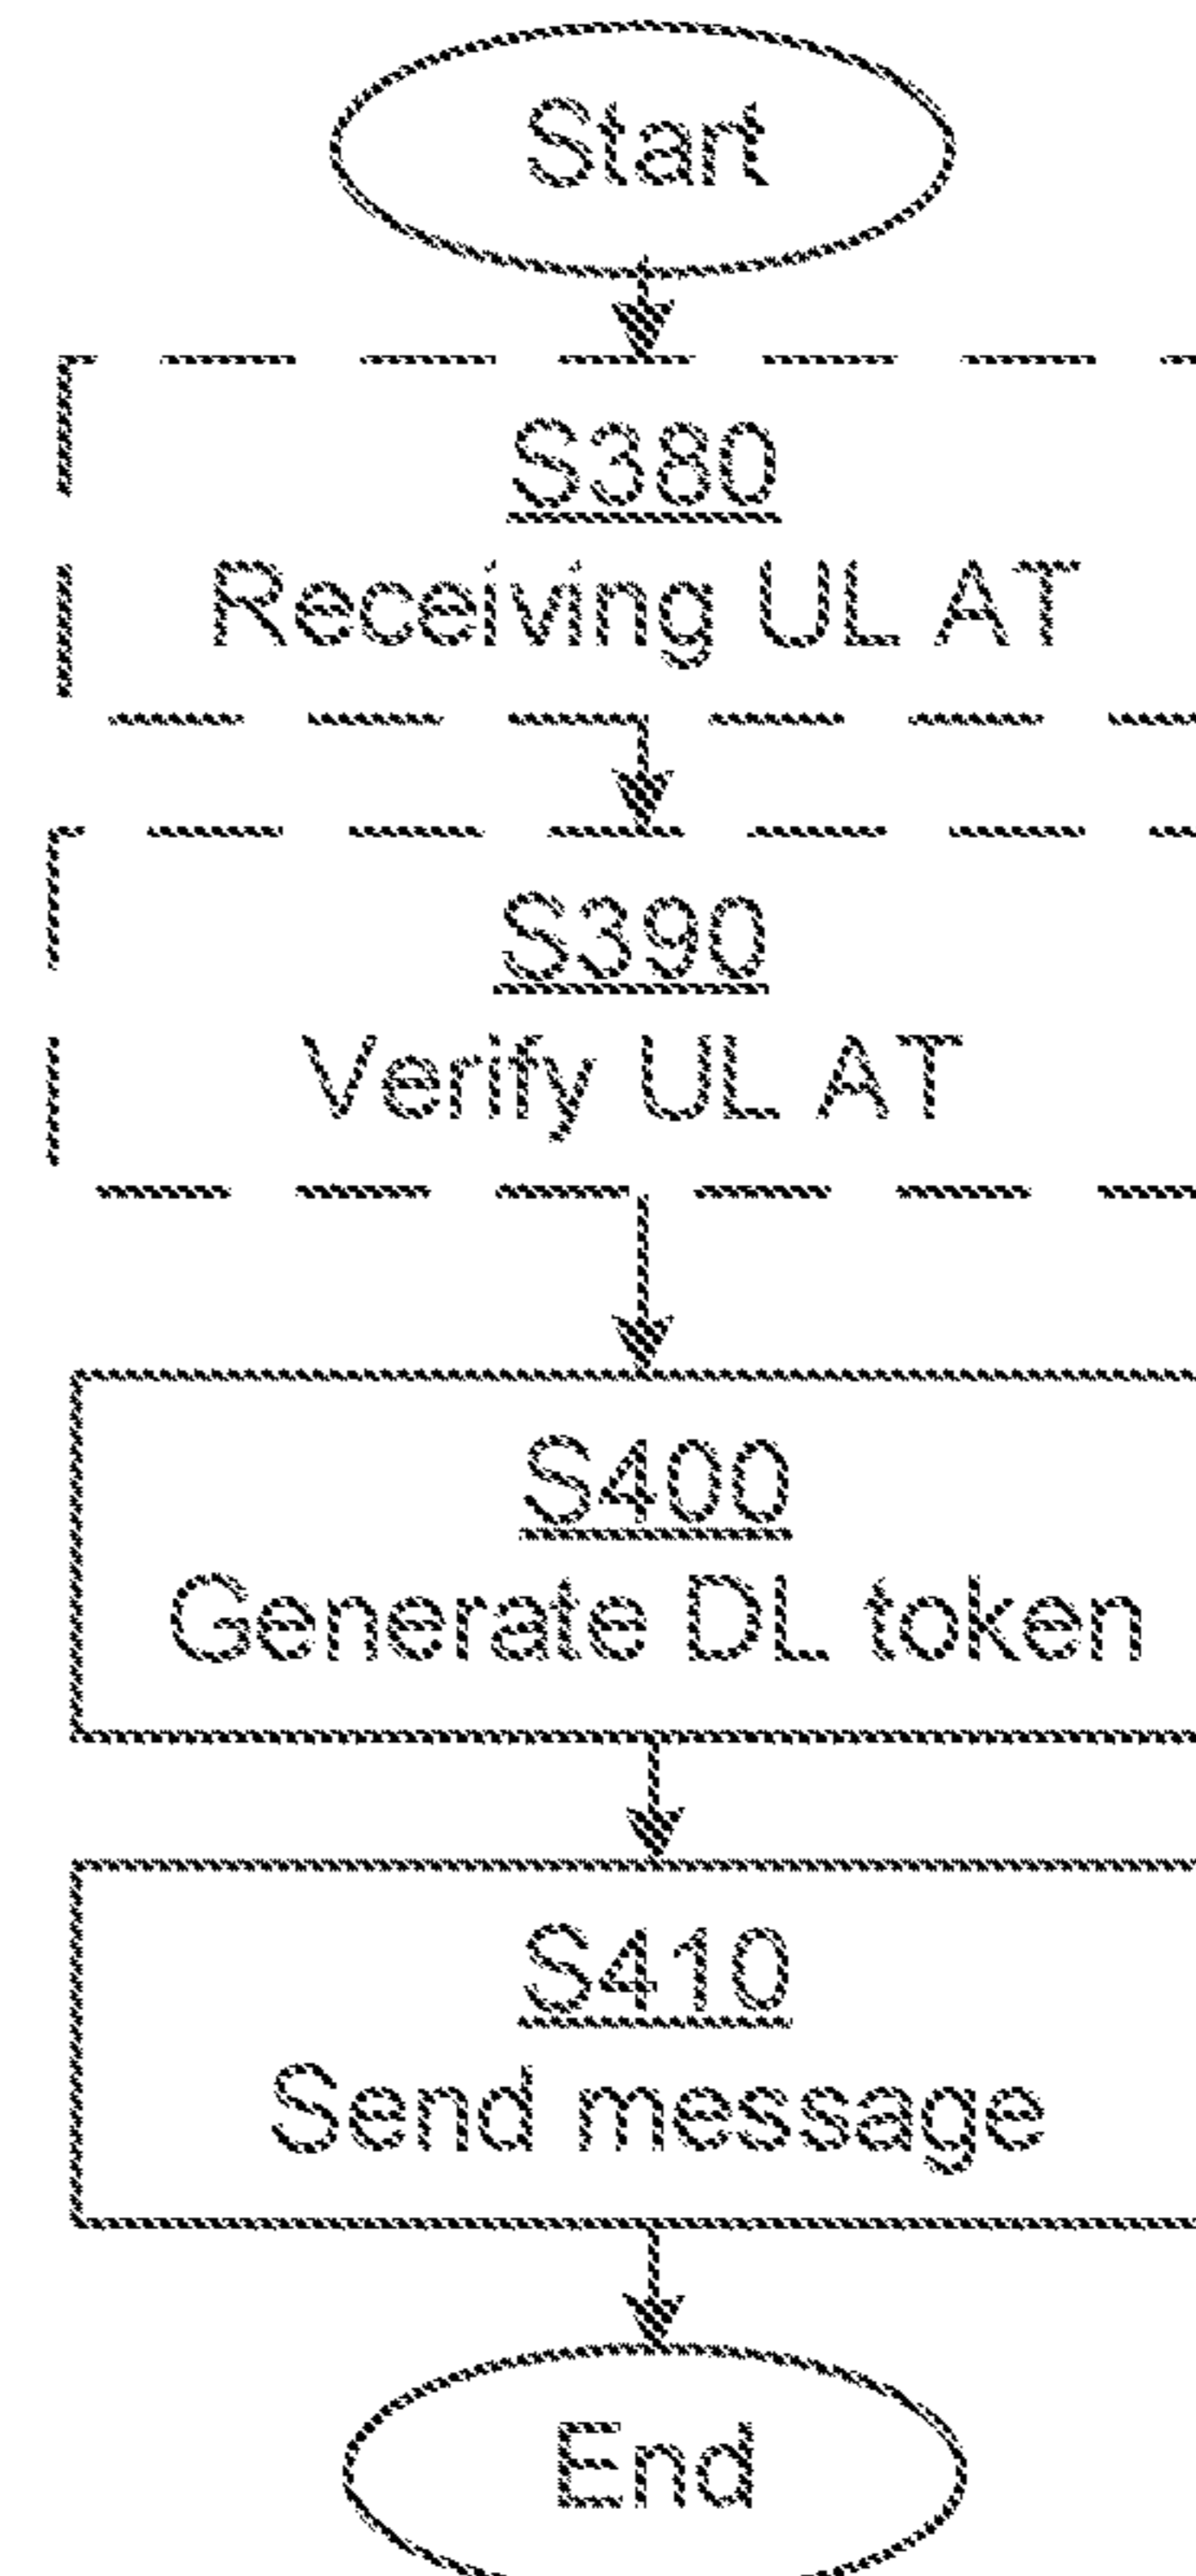 Start
S380
Receiving UL AT
S390
Verify UL AT
S400
Generate DL token
S410
Send message
End